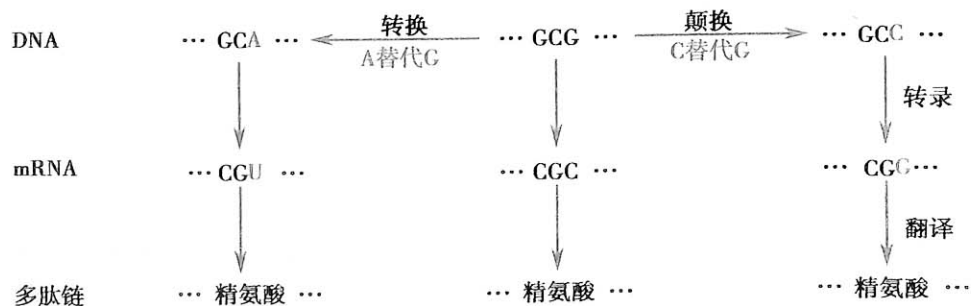 转换 颠换
DNA … GCA … … GCG … … GCC …
A替代G C替代G
转录
mRNA … CGU … … CGC … … CGG …
翻译
多肽链 … 精氨酸 … … 精氨酸 … … 精氨酸 …